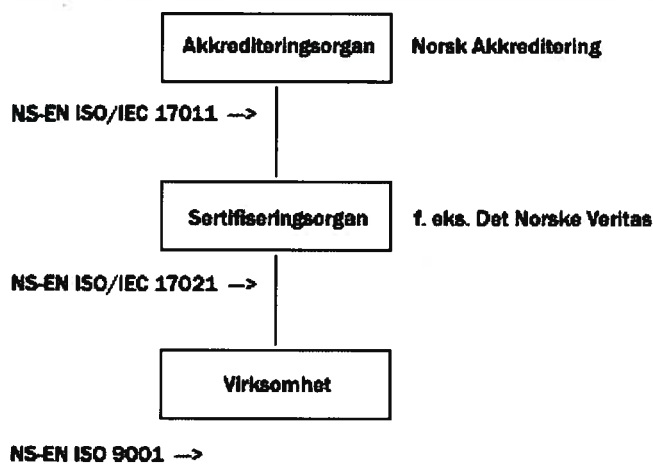 Akkrediteringsorgan Norsk Akkreditering
NS-EN ISO/IEC 17011 —>
Sertifiseringsorgan f. eks. Det Norske Veritas
NS-EN ISO/IEC 17021 —>
Virksomhet
NS-EN ISO 9001 —>